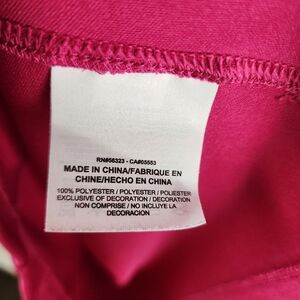 RN#56323 - CA#05553
MADE IN CHINA/FABRIQUE EN
CHINE/HECHO EN CHINA
100% POLYESTER / POLYESTER / POLIESTER
EXCLUSIVE OF DECORATION / DECORATION
NON COMPRISE / NO INCLUYE LA
DECORACION